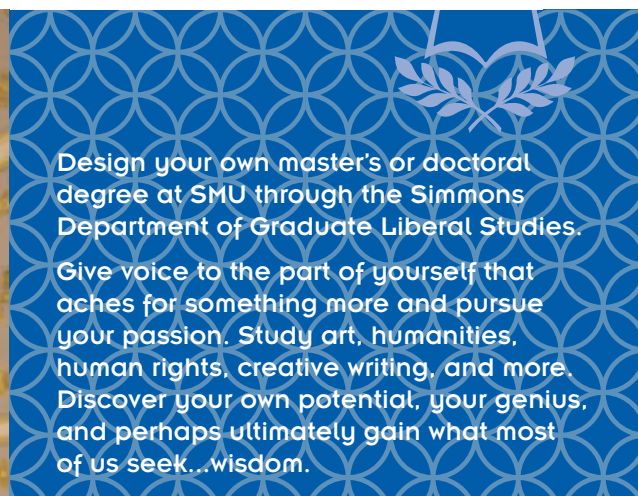 Design your own master's or doctoral
degree at SMU through the Simmons
Department of Graduate Liberal Studies.
Give voice to the part of yourself that
aches for something more and pursue
your passion. Study art, humanities,
human rights, creative writing, and more.
Discover your own potential, your genius,
and perhaps ultimately gain what most
of us seek...wisdom.